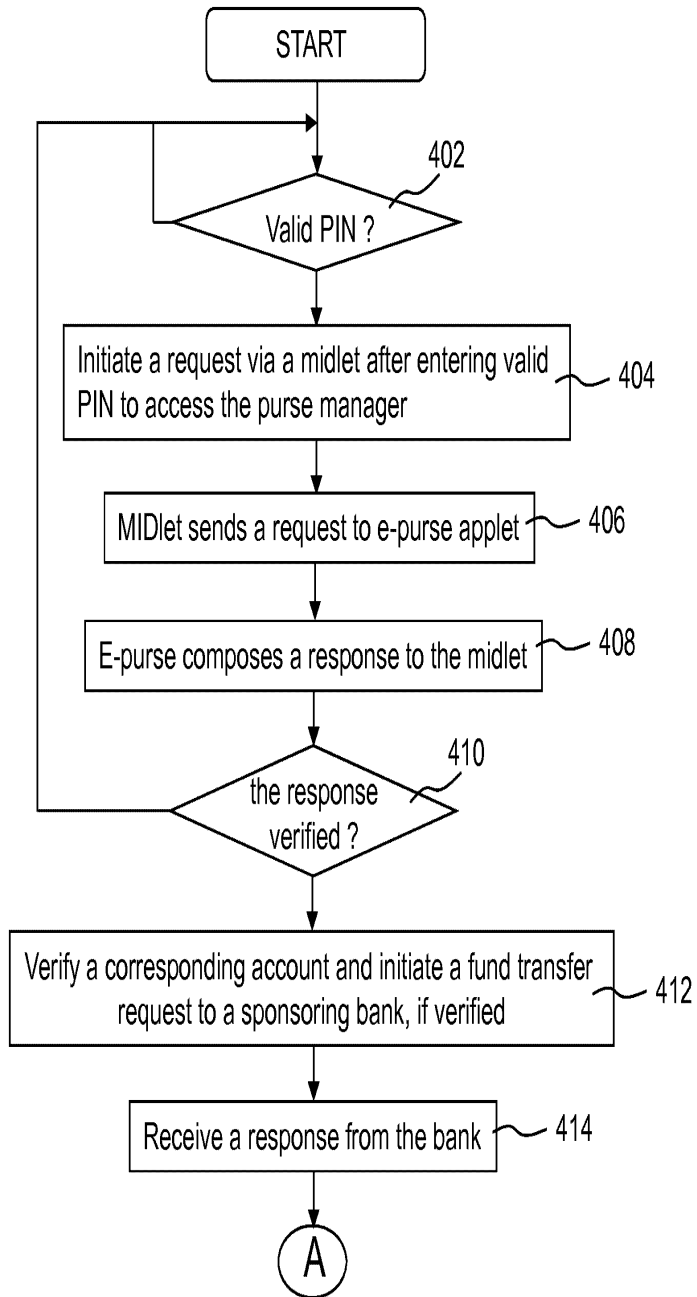 START
402
Valid PIN ?
Initiate a request via a midlet after entering valid
PIN to access the purse manager
404
MIDlet sends a request to e-purse applet
406
E-purse composes a response to the midlet
408
410
the response
verified ?
Verify a corresponding account and initiate a fund transfer
request to a sponsoring bank, if verified
412
Receive a response from the bank
414
A